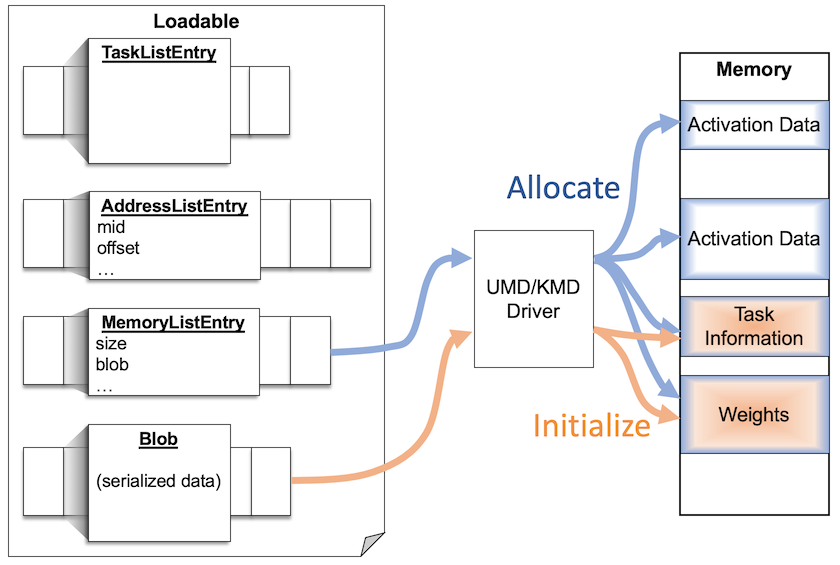 Loadable
TaskListEntry
AddressListEntry
mid
offset
...
MemoryListEntry
size
blob
...
Blob
(serialized data)
Allocate
UMD/KMD
Driver
Initialize
Memory
Activation Data
Activation Data
Task
Information
Weights